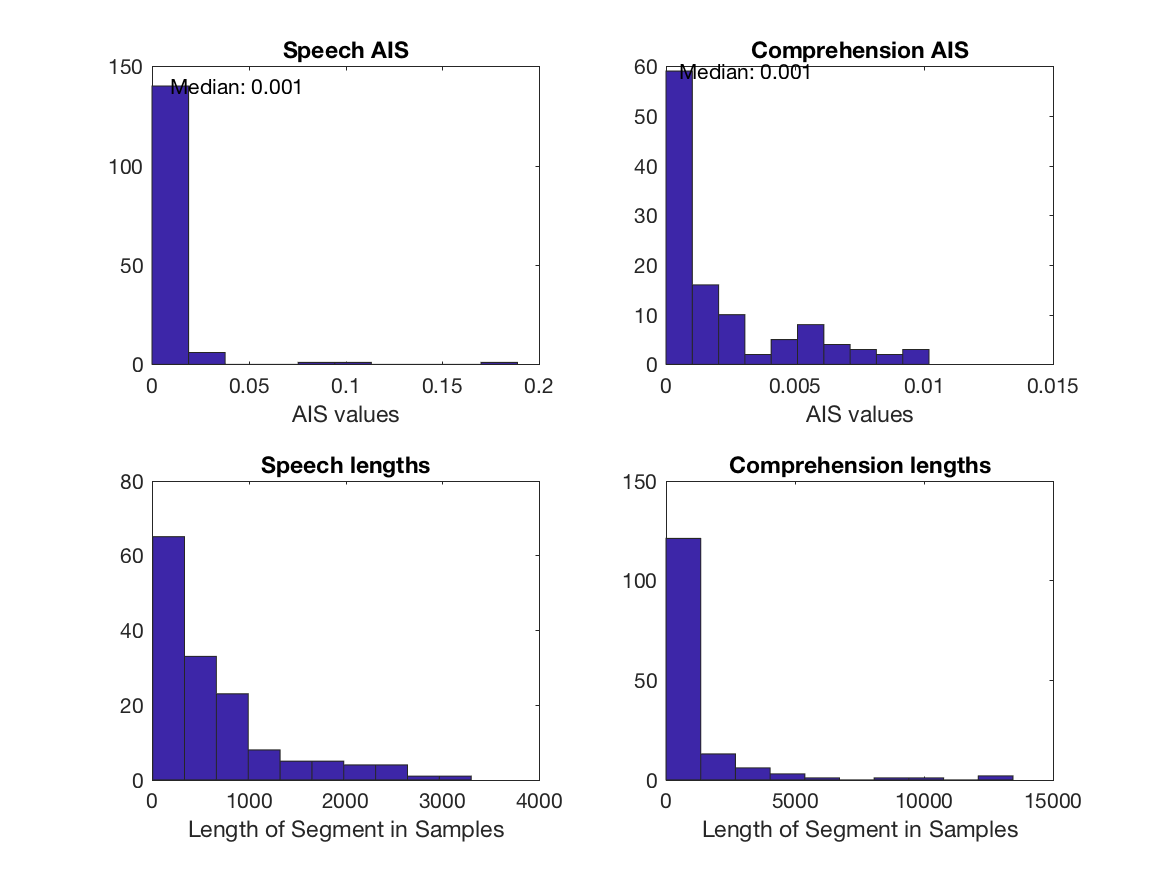 Speech AIS
150
Median: 0.001
100
50
0
0 0.05 0.1 0.15 0.2
AIS values
Comprehension AIS
60
Median: 0.001
50
40
30
20
10
0
0 0.005 0.01 0.015
AIS values
Speech lengths
80
60
40
20
0
0 1000 2000 3000 4000
Length of Segment in Samples
Comprehension lengths
150
100
50
0
0 5000 10000 15000
Length of Segment in Samples